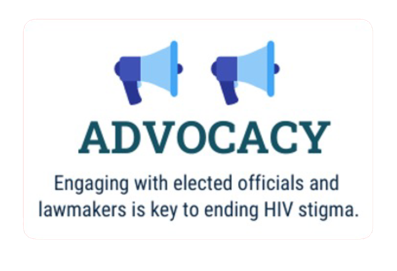 ADVOCACY
Engaging with elected officials and
lawmakers is key to ending HIV stigma.